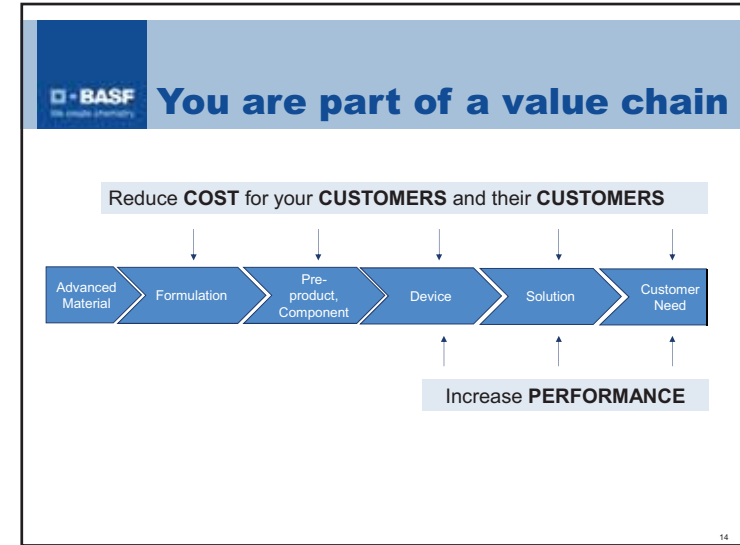 BASF
We create chemistry
You are part of a value chain
Reduce COST for your CUSTOMERS and their CUSTOMERS
Advanced
Material
Formulation
Pre-
product,
Component
Device
Solution
Customer
Need
Increase PERFORMANCE
14